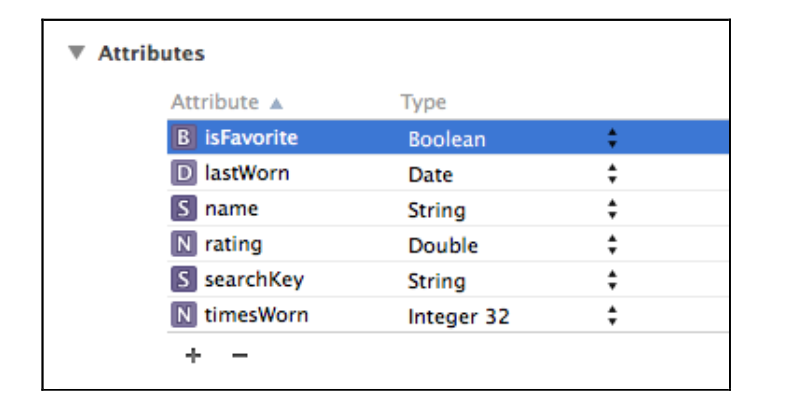 Attributes
Attribute Type
B isFavorite Boolean
D lastWorn Date
S name String
N rating Double
S searchKey String
N timesWorn Integer 32
+ −